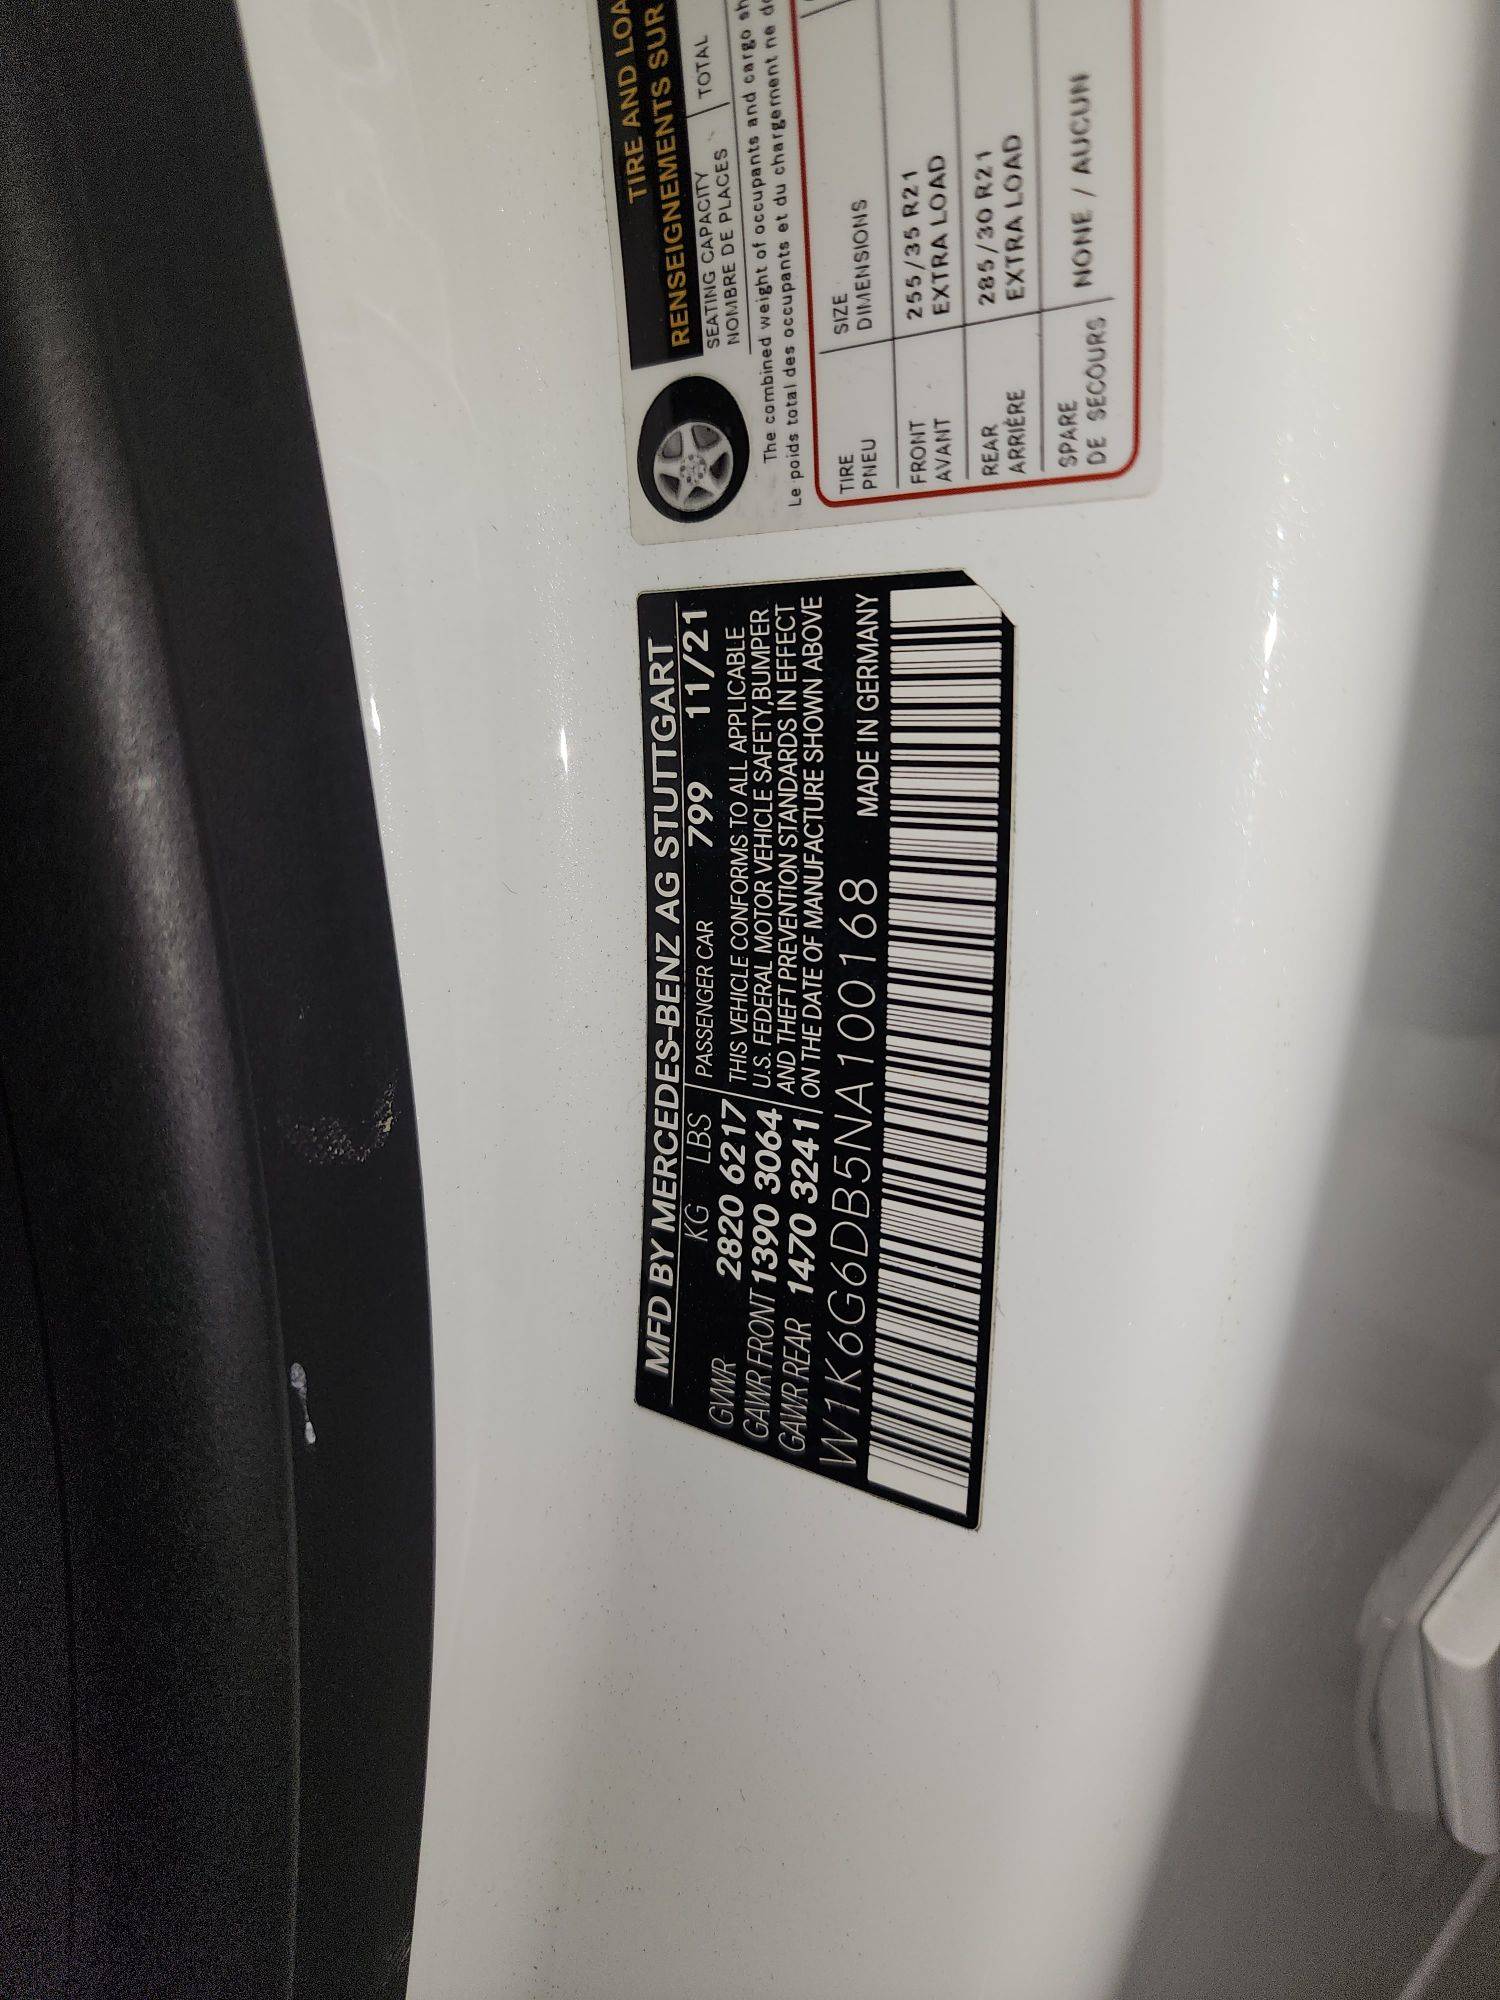 MFD BY MERCEDES-BENZ AG STUTTGART
KG LBS PASSENGER CAR 799 11/21
GVWR 2820 6217 THIS VEHICLE CONFORMS TO ALL APPLICABLE
GAWR FRONT 1390 3064 U.S. FEDERAL MOTOR VEHICLE SAFETY,BUMPER
GAWR REAR 1470 3241 AND THEFT PREVENTION STANDARDS IN EFFECT
ON THE DATE OF MANUFACTURE SHOWN ABOVE
W1K6G6DB5NA100168 MADE IN GERMANY
TIRE AND LOA
RENSEIGNEMENTS SUR
SEATING CAPACITY TOTAL
NOMBRE DE PLACES
The combined weight of occupants and cargo sh
Le poids total des occupants et du chargement ne do
TIRE SIZE
PNEU DIMENSIONS
FRONT 255/35 R21
AVANT EXTRA LOAD
REAR 285/30 R21
ARRIÈRE EXTRA LOAD
SPARE NONE / AUCUN
DE SECOURS